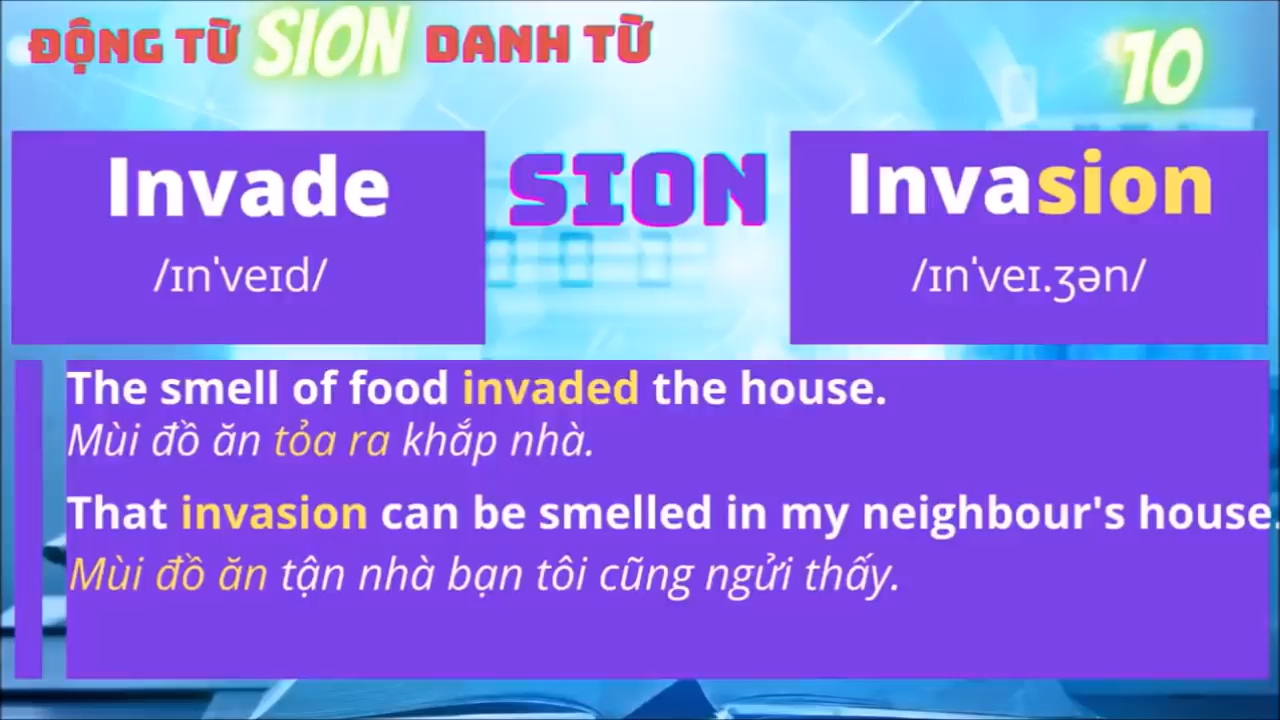 ĐỘNG TỪ SION DANH TỪ
10
Invade
/ɪnˈveɪd/
SION
Invasion
/ɪnˈveɪ.ʒən/
The smell of food invaded the house.
Mùi đồ ăn tỏa ra khắp nhà.
That invasion can be smelled in my neighbour's house.
Mùi đồ ăn tận nhà bạn tôi cũng ngửi thấy.